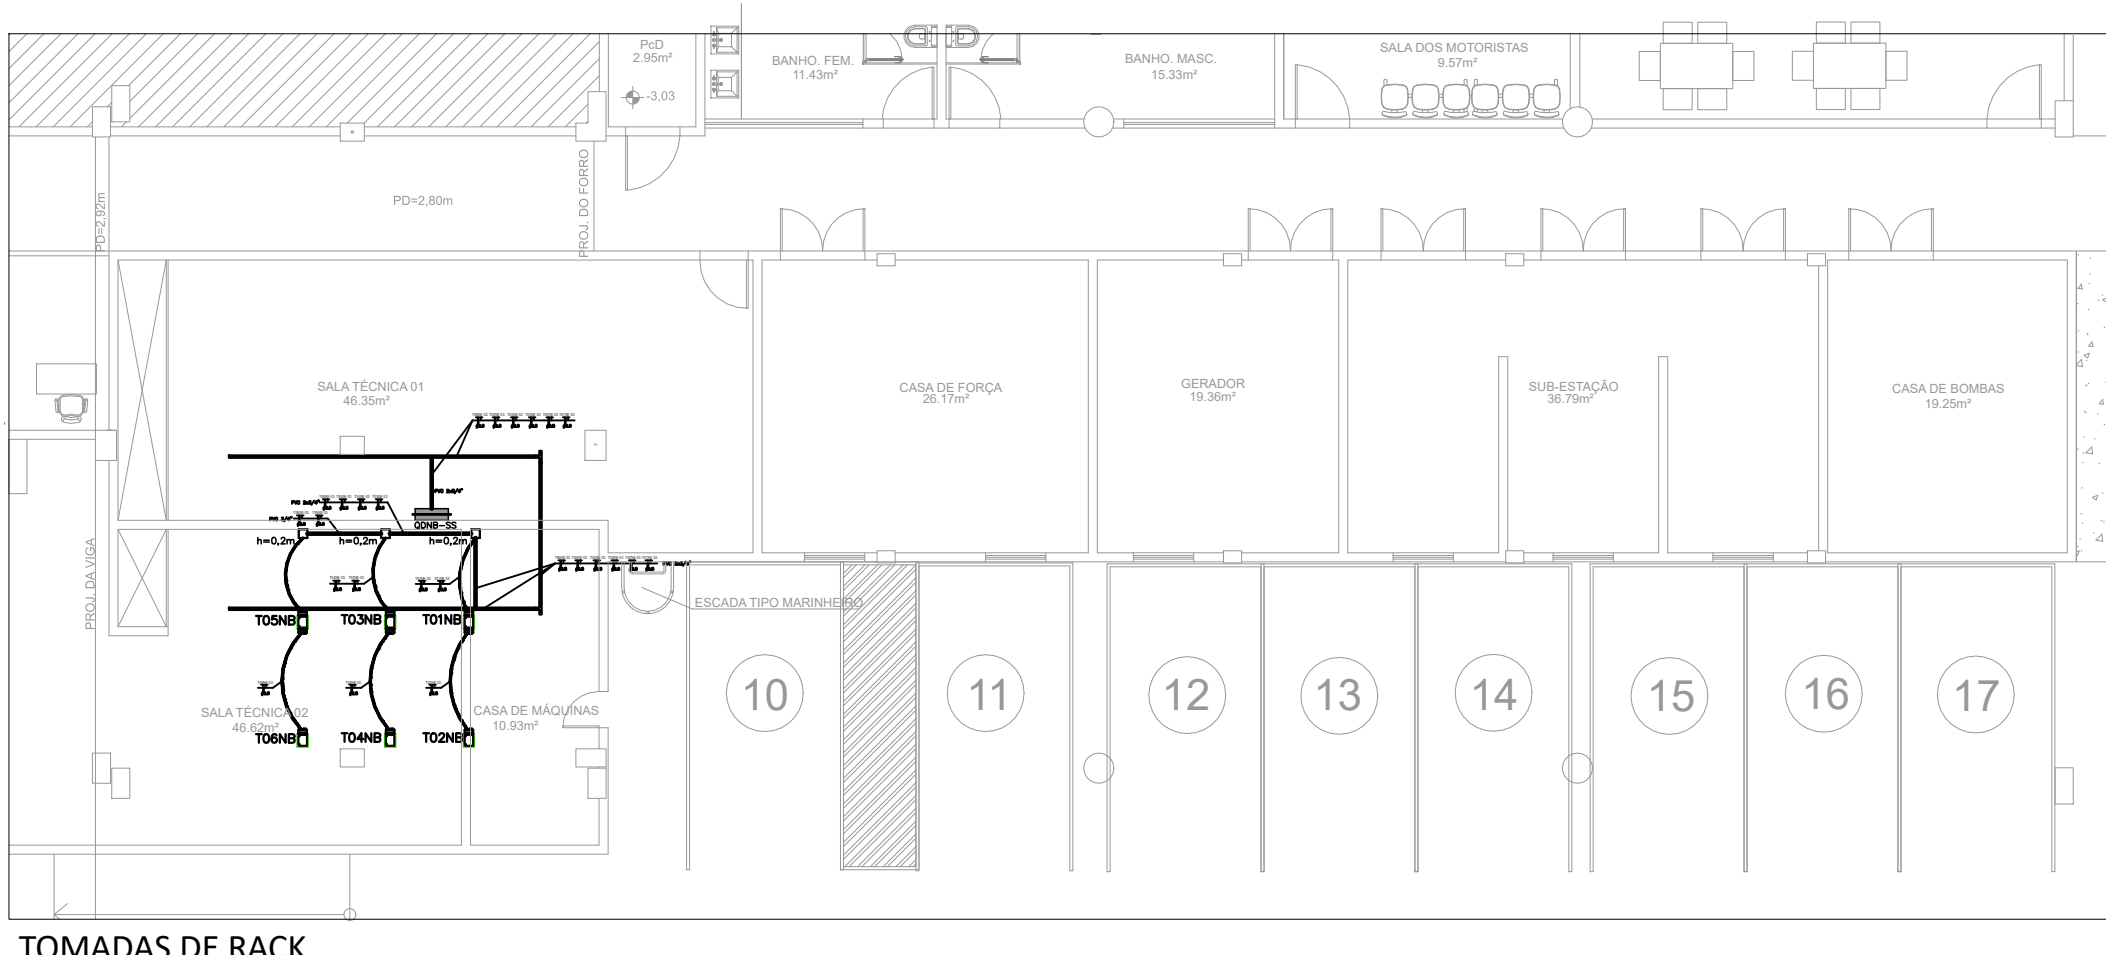 PcD
2.95m²
-3,03
BANHO. FEM.
11.43m²
BANHO. MASC.
15.33m²
SALA DOS MOTORISTAS
9.57m²
PD=2,92m
PD=2,80m
PROJ. DO FORRO
SALA TÉCNICA 01
46.35m²
CASA DE FORÇA
26.17m²
GERADOR
19.36m²
SUB-ESTAÇÃO
36.79m²
CASA DE BOMBAS
19.25m²
QDNB-SS
h=0,2m
h=0,2m
h=0,2m
PROJ. DA VIGA
ESCADA TIPO MARINHEIRO
T05NB
T03NB
T01NB
SALA TÉCNICA 02
46.62m²
CASA DE MÁQUINAS
10.93m²
T06NB
T04NB
T02NB
10
11
12
13
14
15
16
17
TOMADAS DE RACK